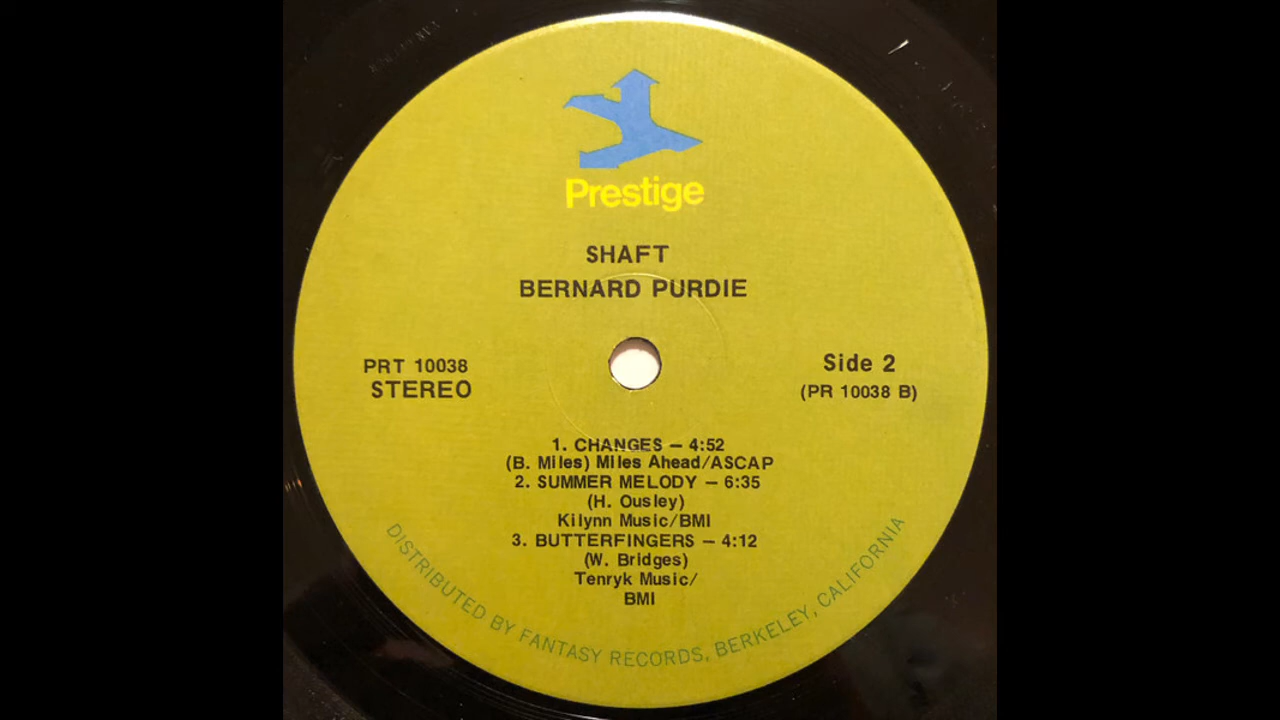 Prestige
SHAFT
BERNARD PURDIE
PRT 10038
STEREO
Side 2
(PR 10038 B)
1. CHANGES — 4:52
(B. Miles) Miles Ahead/ASCAP
2. SUMMER MELODY — 6:35
(H. Ousley)
Kilynn Music/BMI
3. BUTTERFINGERS — 4:12
(W. Bridges)
Tenryk Music/
BMI
DISTRIBUTED BY FANTASY RECORDS, BERKELEY, CALIFORNIA